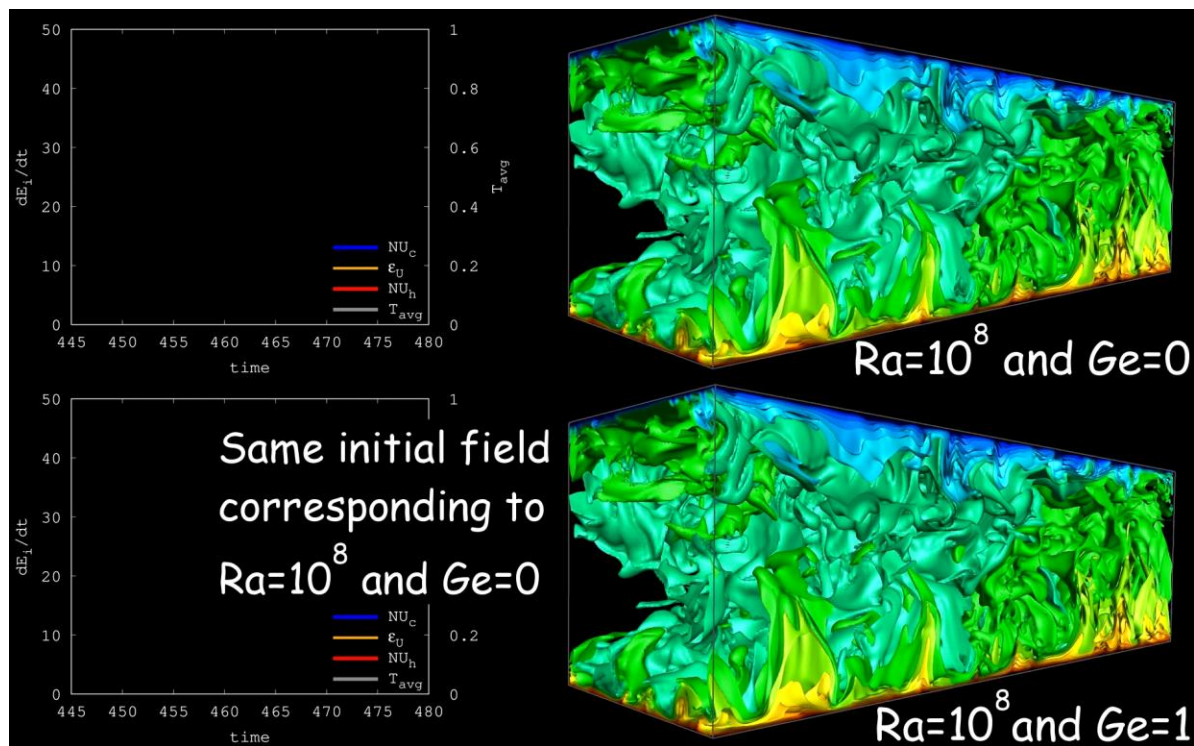 50
40
30
20
10
0
dE_i/dt
1
0.8
0.6
0.4
0.2
0
T_avg
NU_c
ε_U
NU_h
T_avg
445 450 455 460 465 470 475 480
time
Ra=10^8 and Ge=0
50
40
30
20
10
0
dE_i/dt
1
0.2
0
Same initial field
corresponding to
Ra=10^8 and Ge=0
NU_c
ε_U
NU_h
T_avg
445 450 455 460 465 470 475 480
time
Ra=10^8 and Ge=1